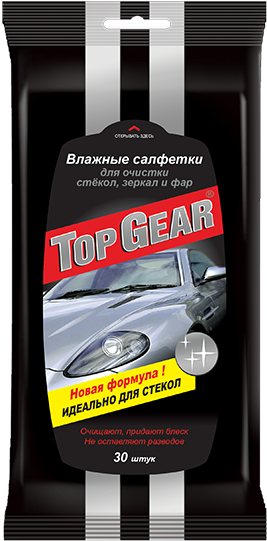 ОТКРЫВАТЬ ЗДЕСЬ
Влажные салфетки
для очистки
стёкол, зеркал и фар
TOP GEAR®
Новая формула !
ИДЕАЛЬНО ДЛЯ СТЕКОЛ
Очищают, придают блеск
Не оставляют разводов
30 штук